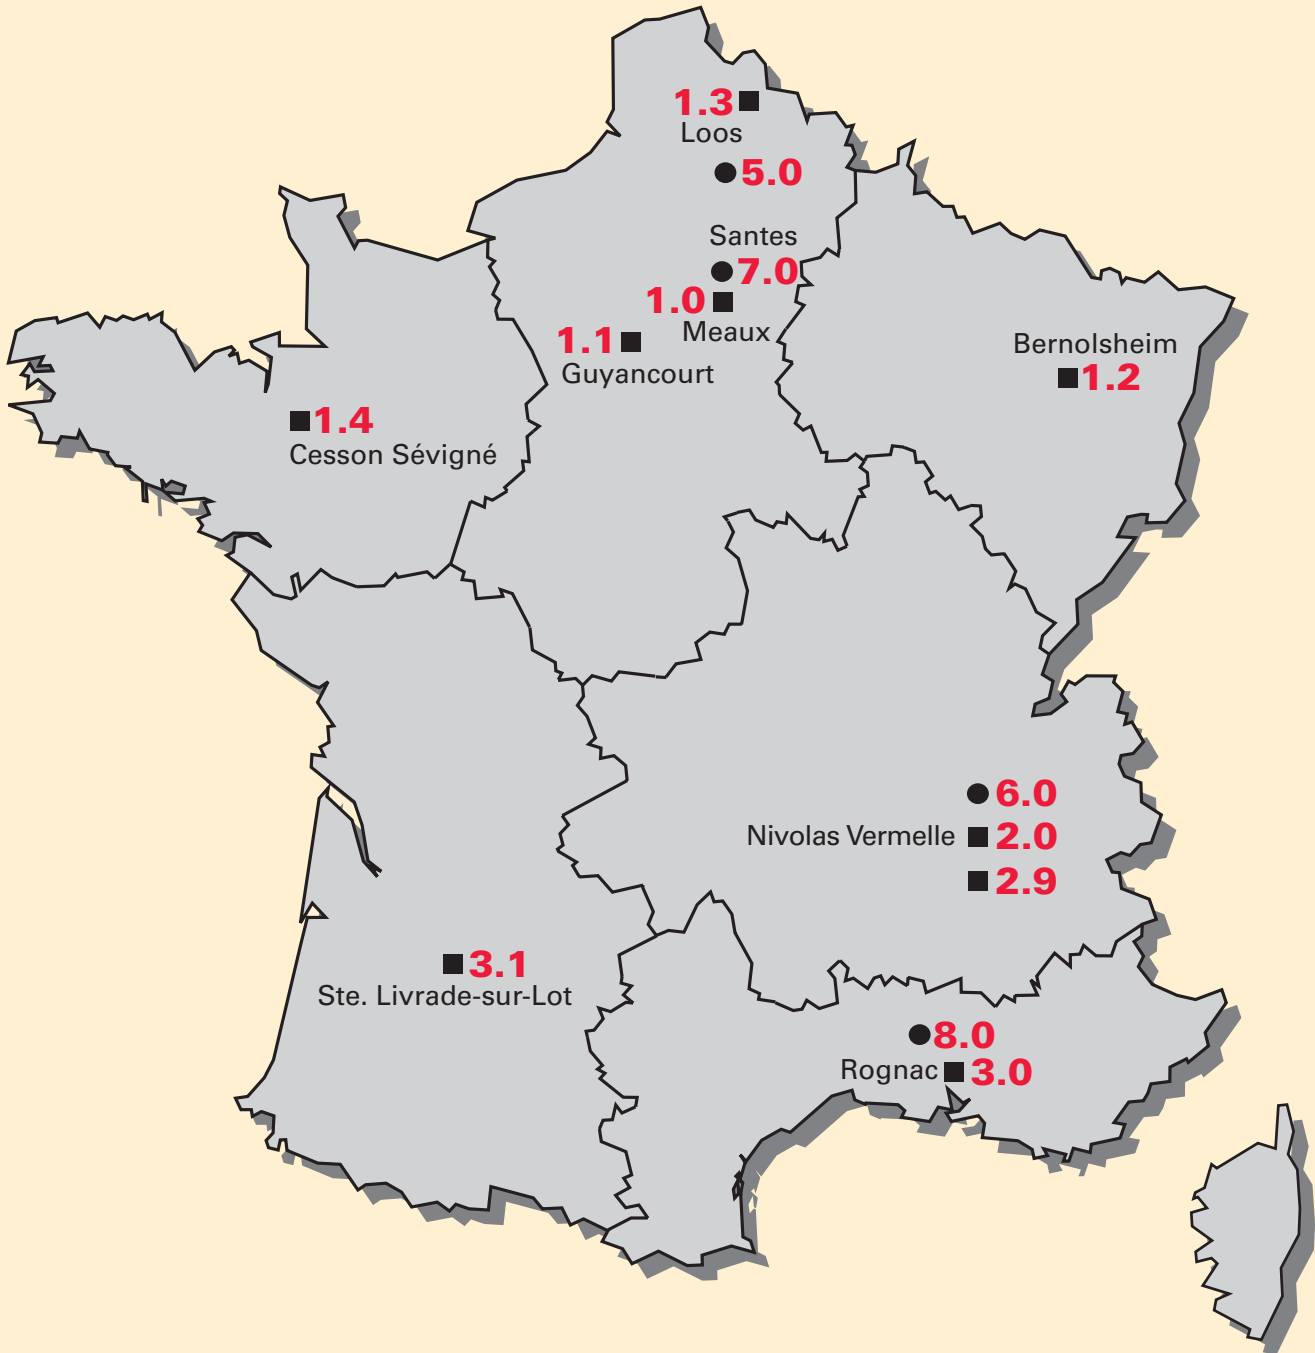 1.3
Loos
5.0
Santes
7.0
1.0
Meaux
1.1
Guyancourt
Bernolsheim
1.2
1.4
Cesson Sévigné
6.0
Nivolas Vermelle 2.0
2.9
3.1
Ste. Livrade-sur-Lot
8.0
Rognac 3.0